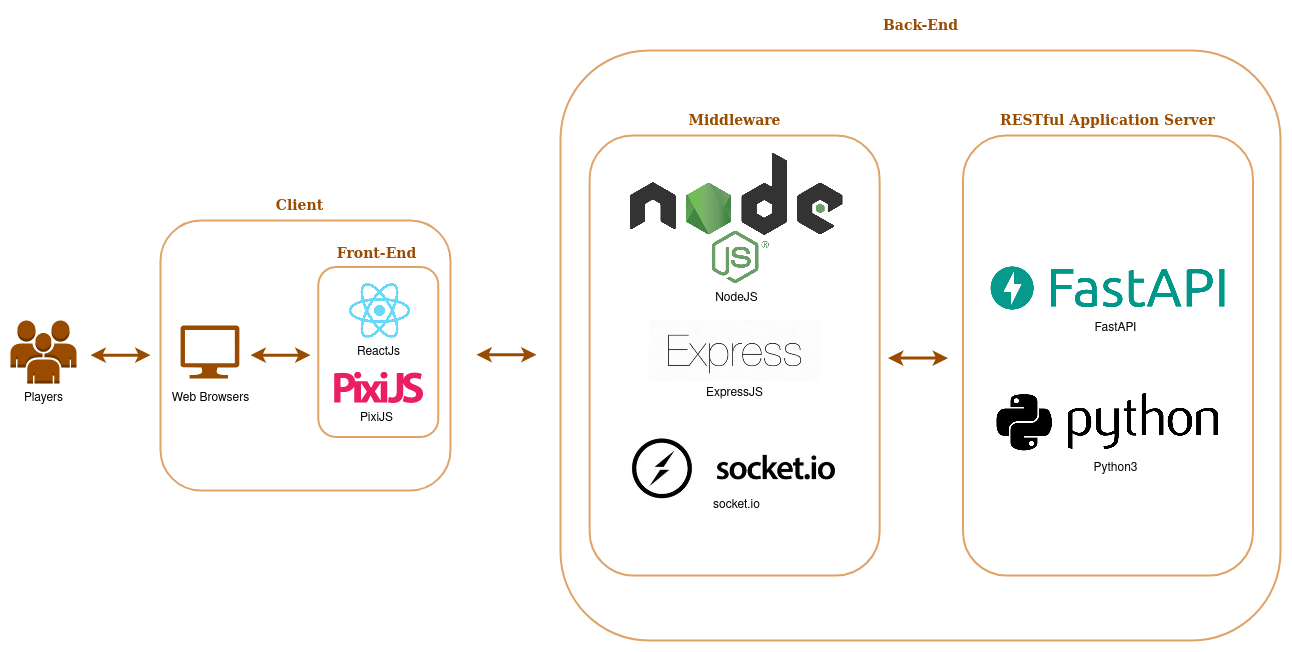 Back-End
Middleware
RESTful Application Server
node
JS ®
NodeJS
Express
ExpressJS
socket.io
socket.io
FastAPI
FastAPI
python
Python3
Client
Front-End
ReactJs
PixiJS
PixiJS
Web Browsers
Players